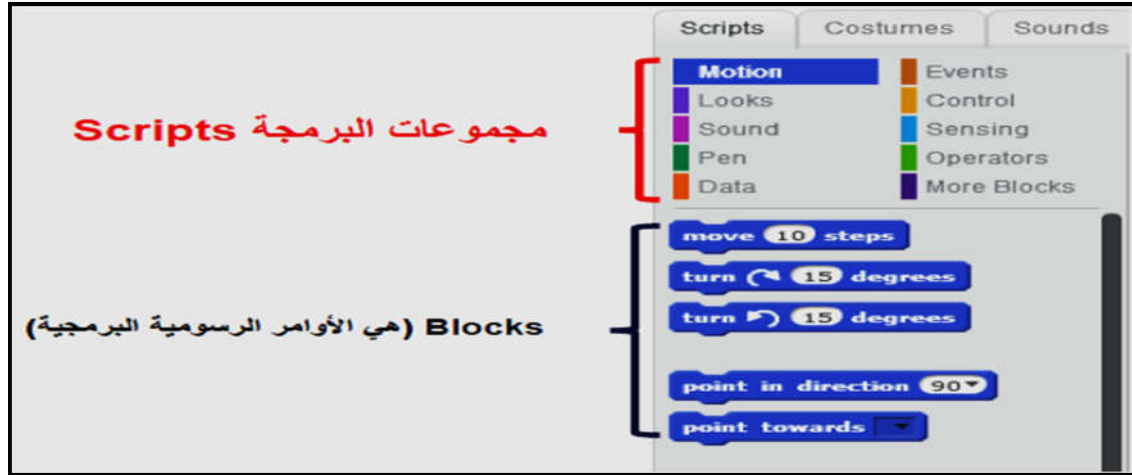 Scripts Costumes Sounds
Motion Events
Looks Control
Sound Sensing
Pen Operators
Data More Blocks
مجموعات البرمجة Scripts
move 10 steps
turn 15 degrees
turn 15 degrees
point in direction 90
point towards
Blocks (هي الأوامر الرسومية البرمجية)